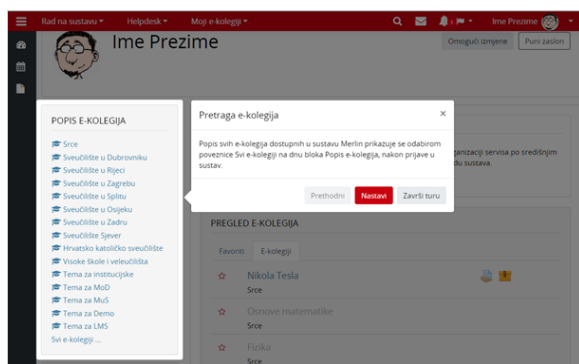 Rad na sustavu
Helpdesk
Moji e-kolegiji
Ime Prezime
Ime Prezime
Omogući izmjene
Puni zaslon
POPIS E-KOLEGIJA
Srce
Sveučilište u Dubrovniku
Sveučilište u Rijeci
Sveučilište u Zagrebu
Sveučilište u Splitu
Sveučilište u Osijeku
Sveučilište u Zadru
Sveučilište Sjever
Hrvatsko katoličko sveučilište
Visoke škole i veleučilišta
Tema za institucijske
Tema za MoD
Tema za MuS
Tema za Demo
Tema za LMS
Svi e-kolegiji ...
Pretraga e-kolegija
×
Popis svih e-kolegija dostupnih u sustavu Merlin prikazuje se odabirom
poveznice Svi e-kolegiji na dnu bloka Popis e-kolegija, nakon prijave u
sustav.
Prethodni
Nastavi
Završi turu
ganizaciji servisa po središnjim
du sustava.
PREGLED E-KOLEGIJA
Favoriti
E-kolegiji
Nikola Tesla
Srce
Osnove matematike
Srce
Fizika
Srce